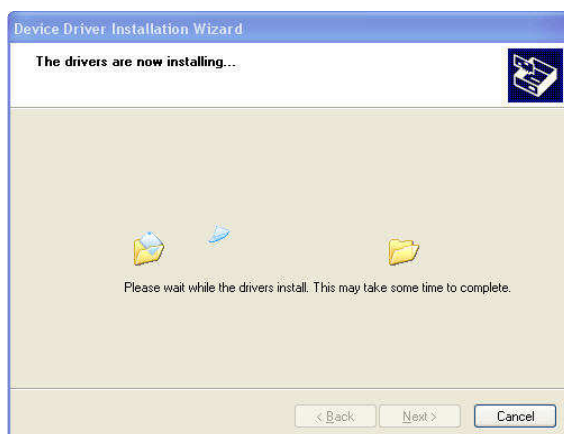 Device Driver Installation Wizard
The drivers are now installing...
Please wait while the drivers install. This may take some time to complete.
< Back Next > Cancel